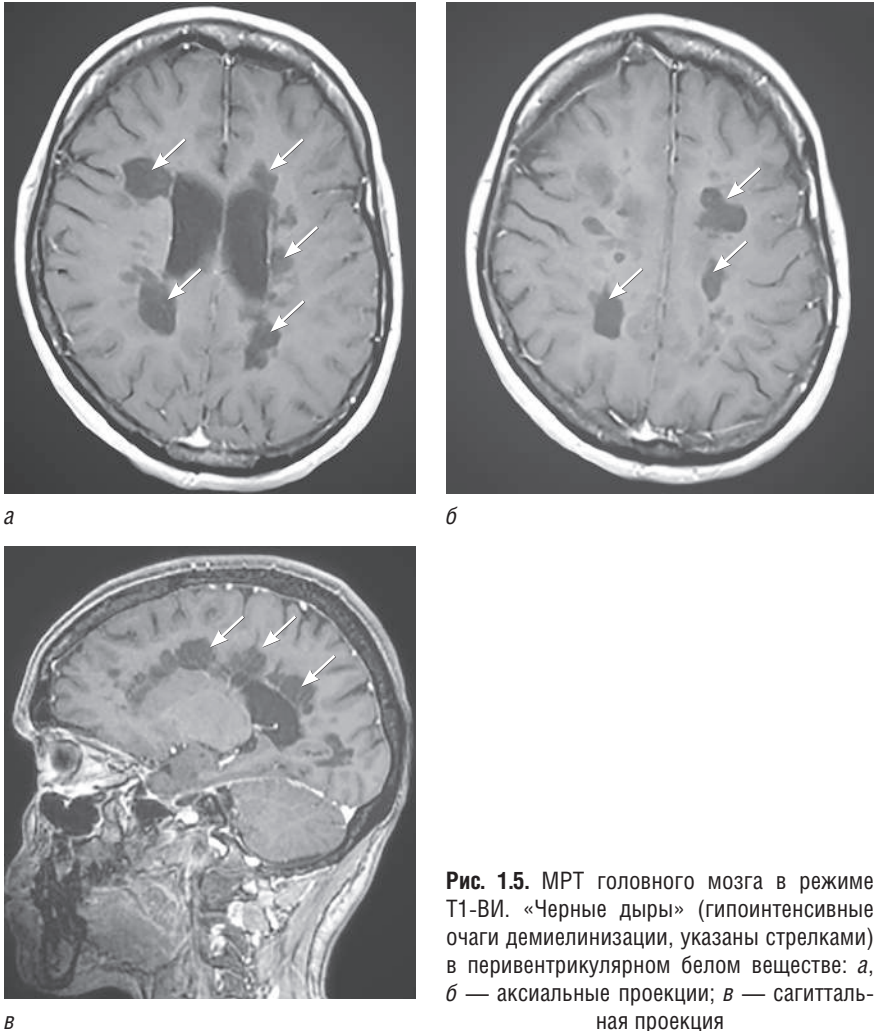 а
б
в
Рис. 1.5. МРТ головного мозга в режиме
Т1-ВИ. «Черные дыры» (гипоинтенсивные
очаги демиелинизации, указаны стрелками)
в перивентрикулярном белом веществе: а,
б — аксиальные проекции; в — сагитталь-
ная проекция